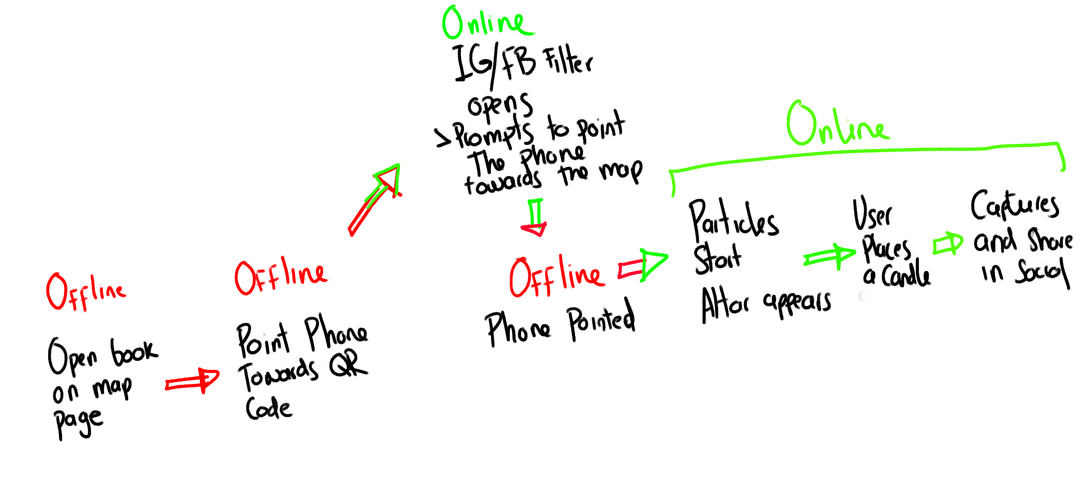 Offline
Open book
on map
page
Offline
Point Phone
Towards QR
Code
Online
IG/FB Filter
opens
> Prompts to point
The phone
towards the map
Offline
Phone Pointed
Online
Particles
Start
Altar appears
User
Places
a Candle
Captures
and Share
in Social